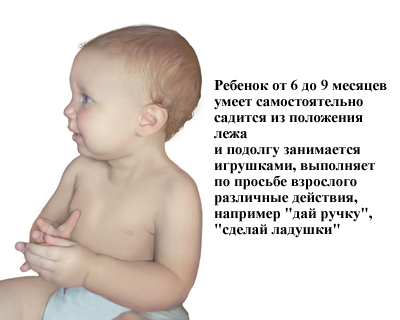 Ребенок от 6 до 9 месяцев
умеет самостоятельно
садится из положения
лежа
и подолгу занимается
игрушками, выполняет
по просьбе взрослого
различные действия,
например "дай ручку",
"сделай ладушки"